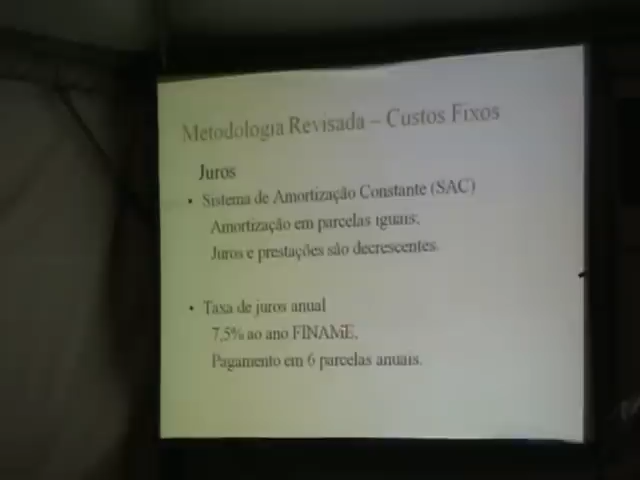 Metodologia Revisada – Custos Fixos
Juros
• Sistema de Amortização Constante (SAC)
Amortização em parcelas iguais;
Juros e prestações são decrescentes.
• Taxa de juros anual
7,5% ao ano FINAME,
Pagamento em 6 parcelas anuais.